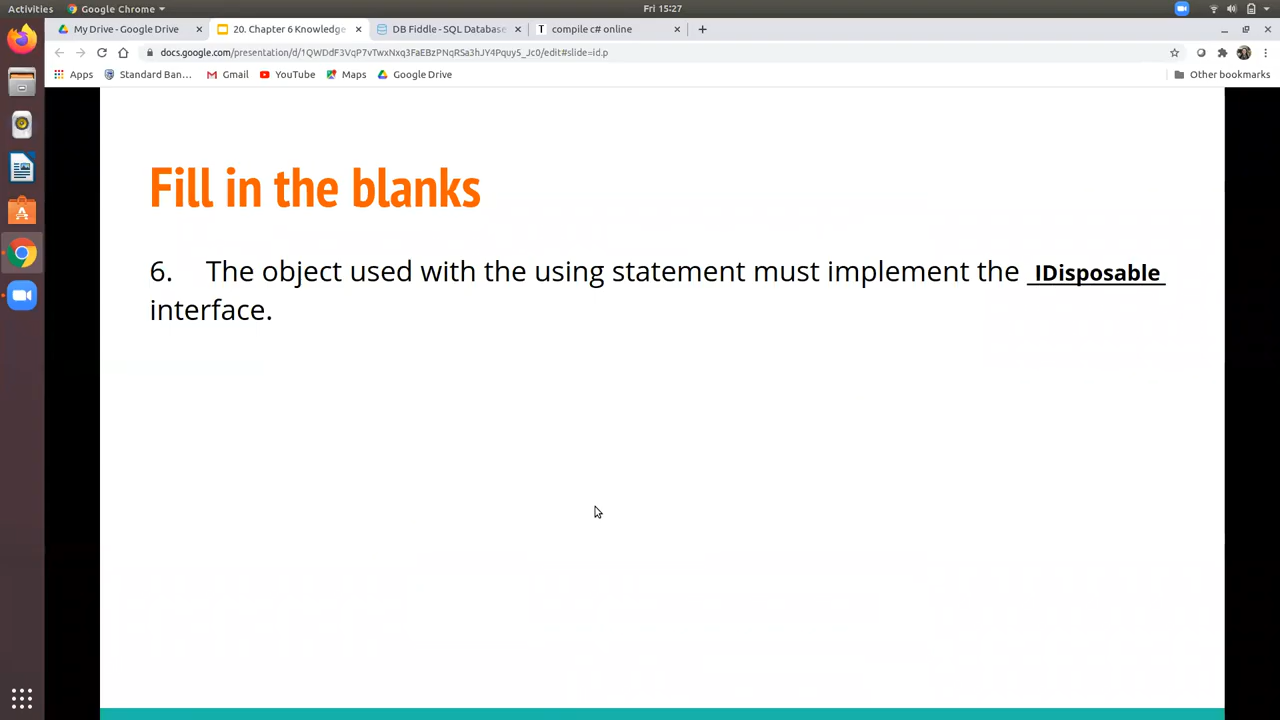 Activities Google Chrome Fri 15:27
My Drive - Google Drive 20. Chapter 6 Knowledge DB Fiddle - SQL Database compile c# online
docs.google.com/presentation/d/1QWDdF3VqP7vTwxNxq3FaEBzPNqRSa3hJY4PquyS_Jc0/edit#slide=id.p
Apps Standard Ban... Gmail YouTube Maps Google Drive Other bookmarks
Fill in the blanks
6. The object used with the using statement must implement the IDisposable
interface.